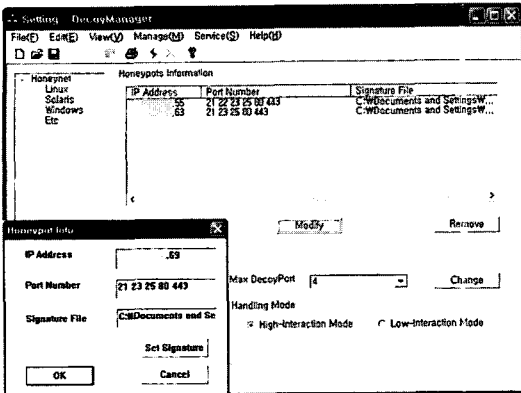 Setting DecoyManager
File(F) Edit(E) View(V) Manage(M) Service(S) Help(H)
Honeynet
Linux
Solaris
Windows
Etc
Honeypots Information
IP Address Port Number Signature File
.55 21 22 23 25 80 443 C:\₩Documents and Settings₩...
.63 21 23 25 80 443 C:₩Documents and Settings₩...
Modify Remove
Max DecoyPort 4 Change
Handling Mode
High-Interaction Mode Low-Interaction Mode
Honeypot Info
IP Address .69
Port Number 21 23 25 80 443
Signature File C:₩Documents and Se
Set Signature
OK Cancel